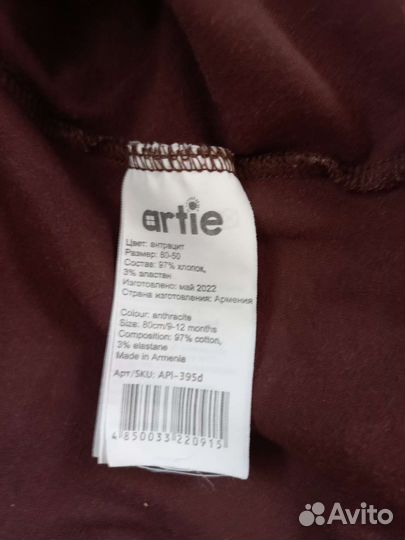 artie
Цвет: антрацит
Размер: 80-50
Состав: 97% хлопок,
3% эластан
Изготовлено: май 2022
Страна изготовления: Армения
Colour: anthracite
Size: 80cm/9-12 months
Composition: 97% cotton,
3% elastane
Made in Armenia
Арт/SKU: API-395d
4 850033 220915
Avito